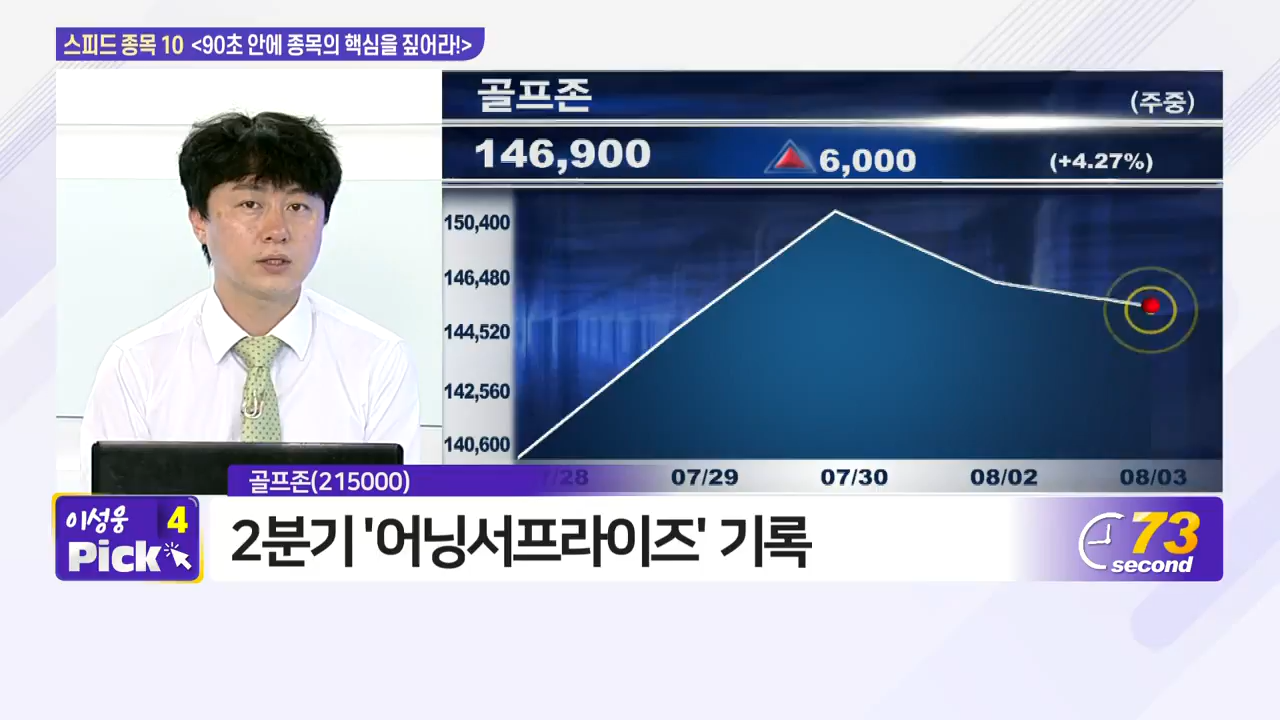 스피드 종목 10 <90초 안에 종목의 핵심을 짚어라!>
골프존
(주중)
146,900 ▲6,000 (+4.27%)
150,400
146,480
144,520
142,560
140,600
/28 07/29 07/30 08/02 08/03
골프존(215000)
이성웅 4
Pick
2분기 '어닝서프라이즈' 기록
73
second